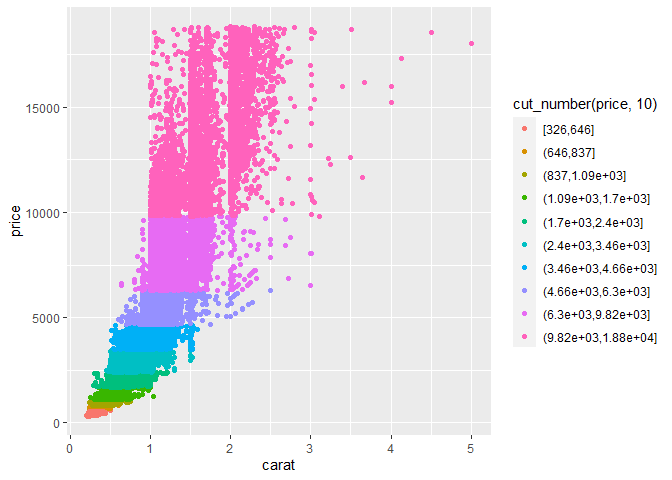 15000
10000
5000
0
price
0
1
2
3
4
5
carat
cut_number(price, 10)
[326,646]
(646,837]
(837,1.09e+03]
(1.09e+03,1.7e+03]
(1.7e+03,2.4e+03]
(2.4e+03,3.46e+03]
(3.46e+03,4.66e+03]
(4.66e+03,6.3e+03]
(6.3e+03,9.82e+03]
(9.82e+03,1.88e+04]